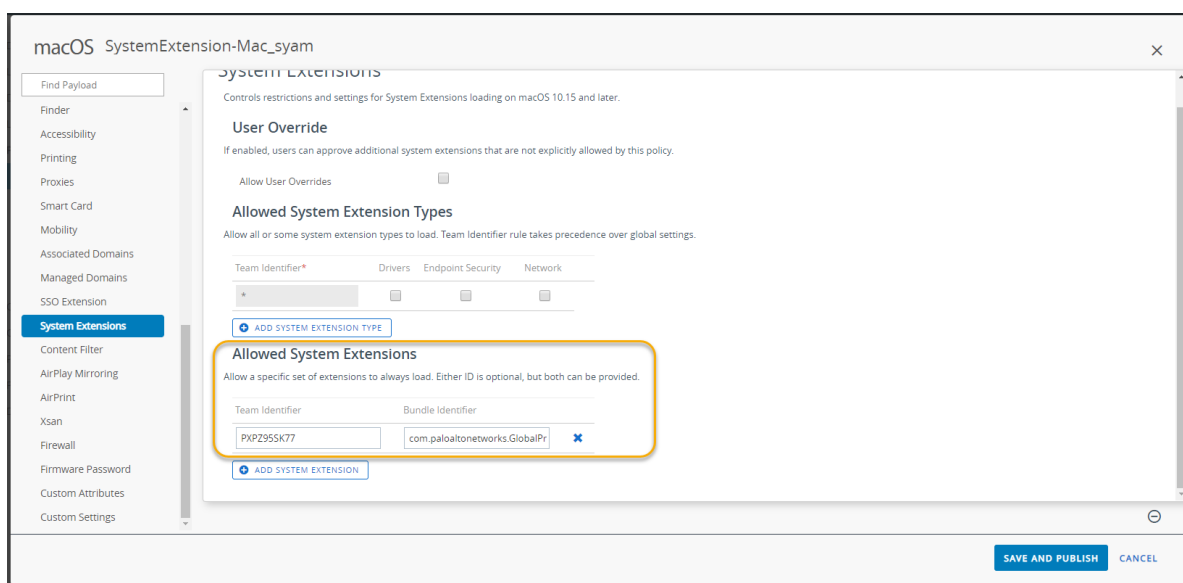 macOS SystemExtension-Mac_syam
Find Payload
Finder
Accessibility
Printing
Proxies
Smart Card
Mobility
Associated Domains
Managed Domains
SSO Extension
System Extensions
Content Filter
AirPlay Mirroring
AirPrint
Xsan
Firewall
Firmware Password
Custom Attributes
Custom Settings
System Extensions
Controls restrictions and settings for System Extensions loading on macOS 10.15 and later.
User Override
If enabled, users can approve additional system extensions that are not explicitly allowed by this policy.
Allow User Overrides
Allowed System Extension Types
Allow all or some system extension types to load. Team Identifier rule takes precedence over global settings.
Team Identifier* Drivers Endpoint Security Network
*
ADD SYSTEM EXTENSION TYPE
Allowed System Extensions
Allow a specific set of extensions to always load. Either ID is optional, but both can be provided.
Team Identifier Bundle Identifier
PXPZ95SK77 com.paloaltonetworks.GlobalPr
ADD SYSTEM EXTENSION
SAVE AND PUBLISH CANCEL